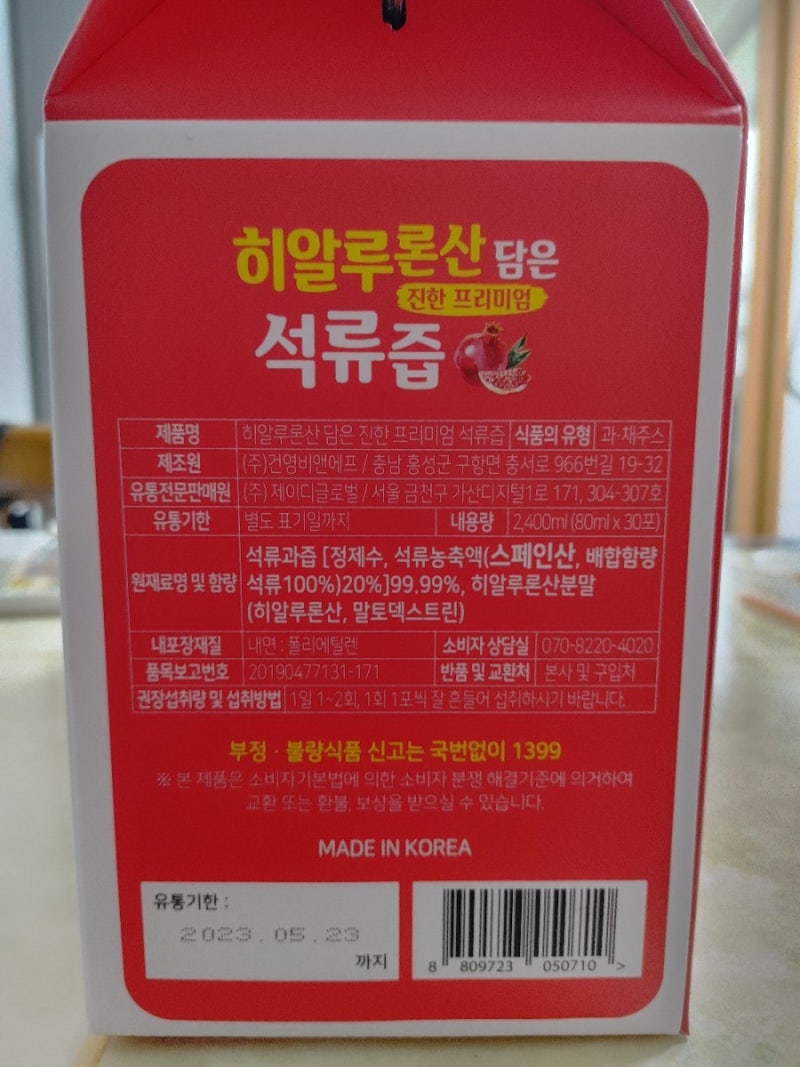 히알루론산 담은
진한 프리미엄
석류즙
제품명 히알루론산 담은 진한 프리미엄 석류즙 식품의 유형 과·채주스
제조원 (주)건영비앤에프 / 충남 홍성군 구항면 충서로 966번길 19-32
유통전문판매원 (주) 제이디글로벌 / 서울 금천구 가산디지털1로 171, 304-307호
유통기한 별도 표기일까지 내용량 2,400ml (80ml x 30포)
원재료명 및 함량 석류과즙 [정제수, 석류농축액(스페인산, 배합함량
석류100%)20%]99.99%, 히알루론산분말
(히알루론산, 말토덱스트린)
내포장재질 내면 : 폴리에틸렌 소비자 상담실 070-8220-4020
품목보고번호 20190477131-171 반품 및 교환처 본사 및 구입처
권장섭취량 및 섭취방법 1일 1~2회, 1회 1포씩 잘 흔들어 섭취하시기 바랍니다.
부정 · 불량식품 신고는 국번없이 1399
※ 본 제품은 소비자기본법에 의한 소비자 분쟁 해결기준에 의거하여
교환 또는 환불, 보상을 받으실 수 있습니다.
MADE IN KOREA
유통기한 :
2023.05.23
까지
8 809723 050710 >